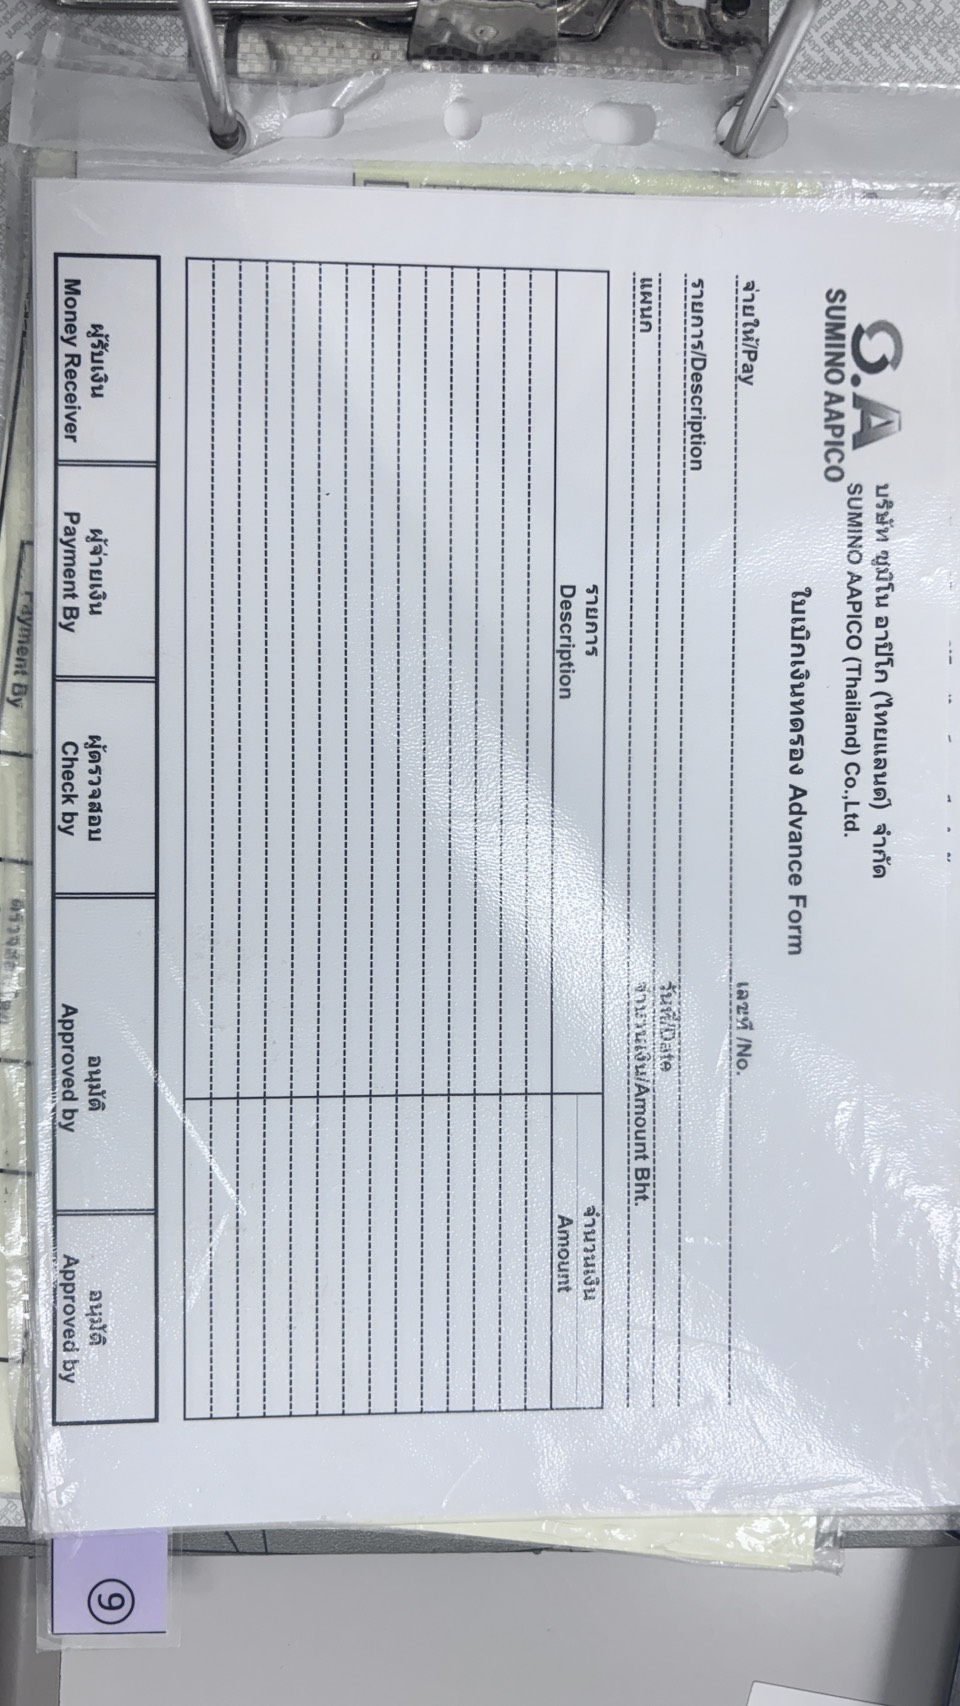 S.A
SUMINO AAPICO
บริษัท ซูมิโน อาปิโก (ไทยแลนด์) จำกัด
SUMINO AAPICO (Thailand) Co.,Ltd.
ใบเบิกเงินทดรอง Advance Form
จ่ายให้/Pay
เลขที่ /No.
รายการ/Description
วันที่/Date
แผนก
จำนวนเงิน/Amount Bht.
รายการ
Description
จำนวนเงิน
Amount
ผู้รับเงิน
Money Receiver
ผู้จ่ายเงิน
Payment By
ผู้ตรวจสอบ
Check by
อนุมัติ
Approved by
อนุมัติ
Approved by
9
Payment By